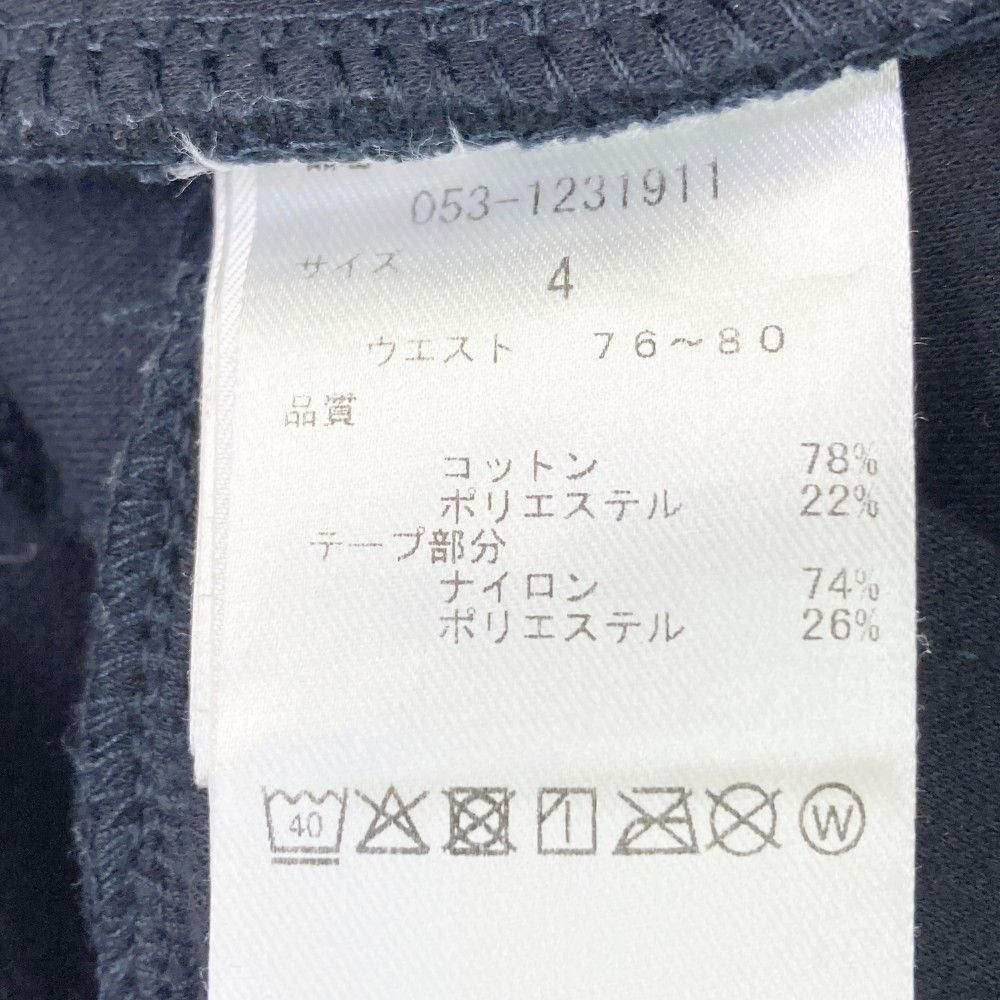 053-1231911
サイズ 4
ウエスト 76～80
品質
コットン 78%
ポリエステル 22%
テープ部分
ナイロン 74%
ポリエステル 26%
40
W